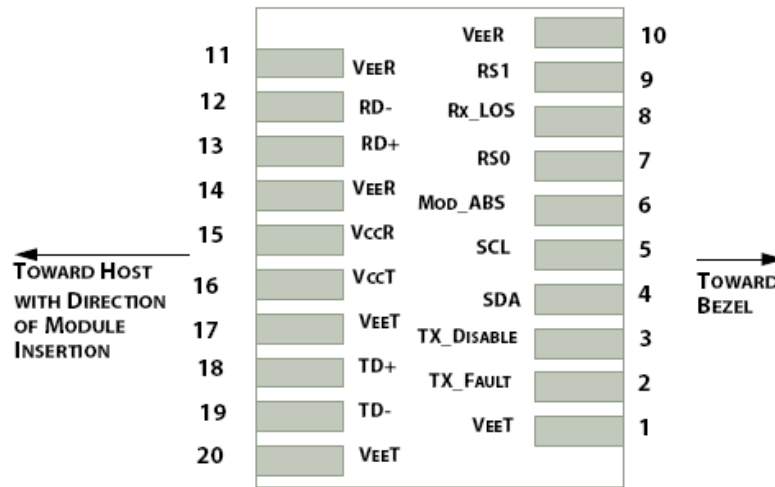 11 VEER
12 RD-
13 RD+
14 VEER
15 VCCR
16 VCCT
17 VEET
18 TD+
19 TD-
20 VEET
VEER 10
RS1 9
RX_LOS 8
RS0 7
MOD_ABS 6
SCL 5
SDA 4
TX_DISABLE 3
TX_FAULT 2
VEET 1
TOWARD HOST
WITH DIRECTION
OF MODULE
INSERTION
TOWARD
BEZEL